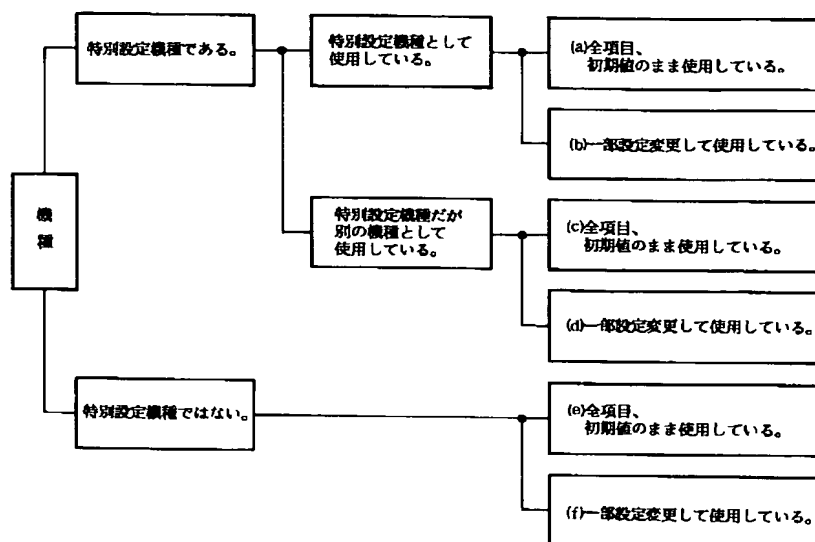 特別設定機種である。
特別設定機種として
使用している。
(a)全項目、
初期値のまま使用している。
(b)一部設定変更して使用している。
機
種
特別設定機種だが
別の機種として
使用している。
(c)全項目、
初期値のまま使用している。
(d)一部設定変更して使用している。
特別設定機種ではない。
(e)全項目、
初期値のまま使用している。
(f)一部設定変更して使用している。